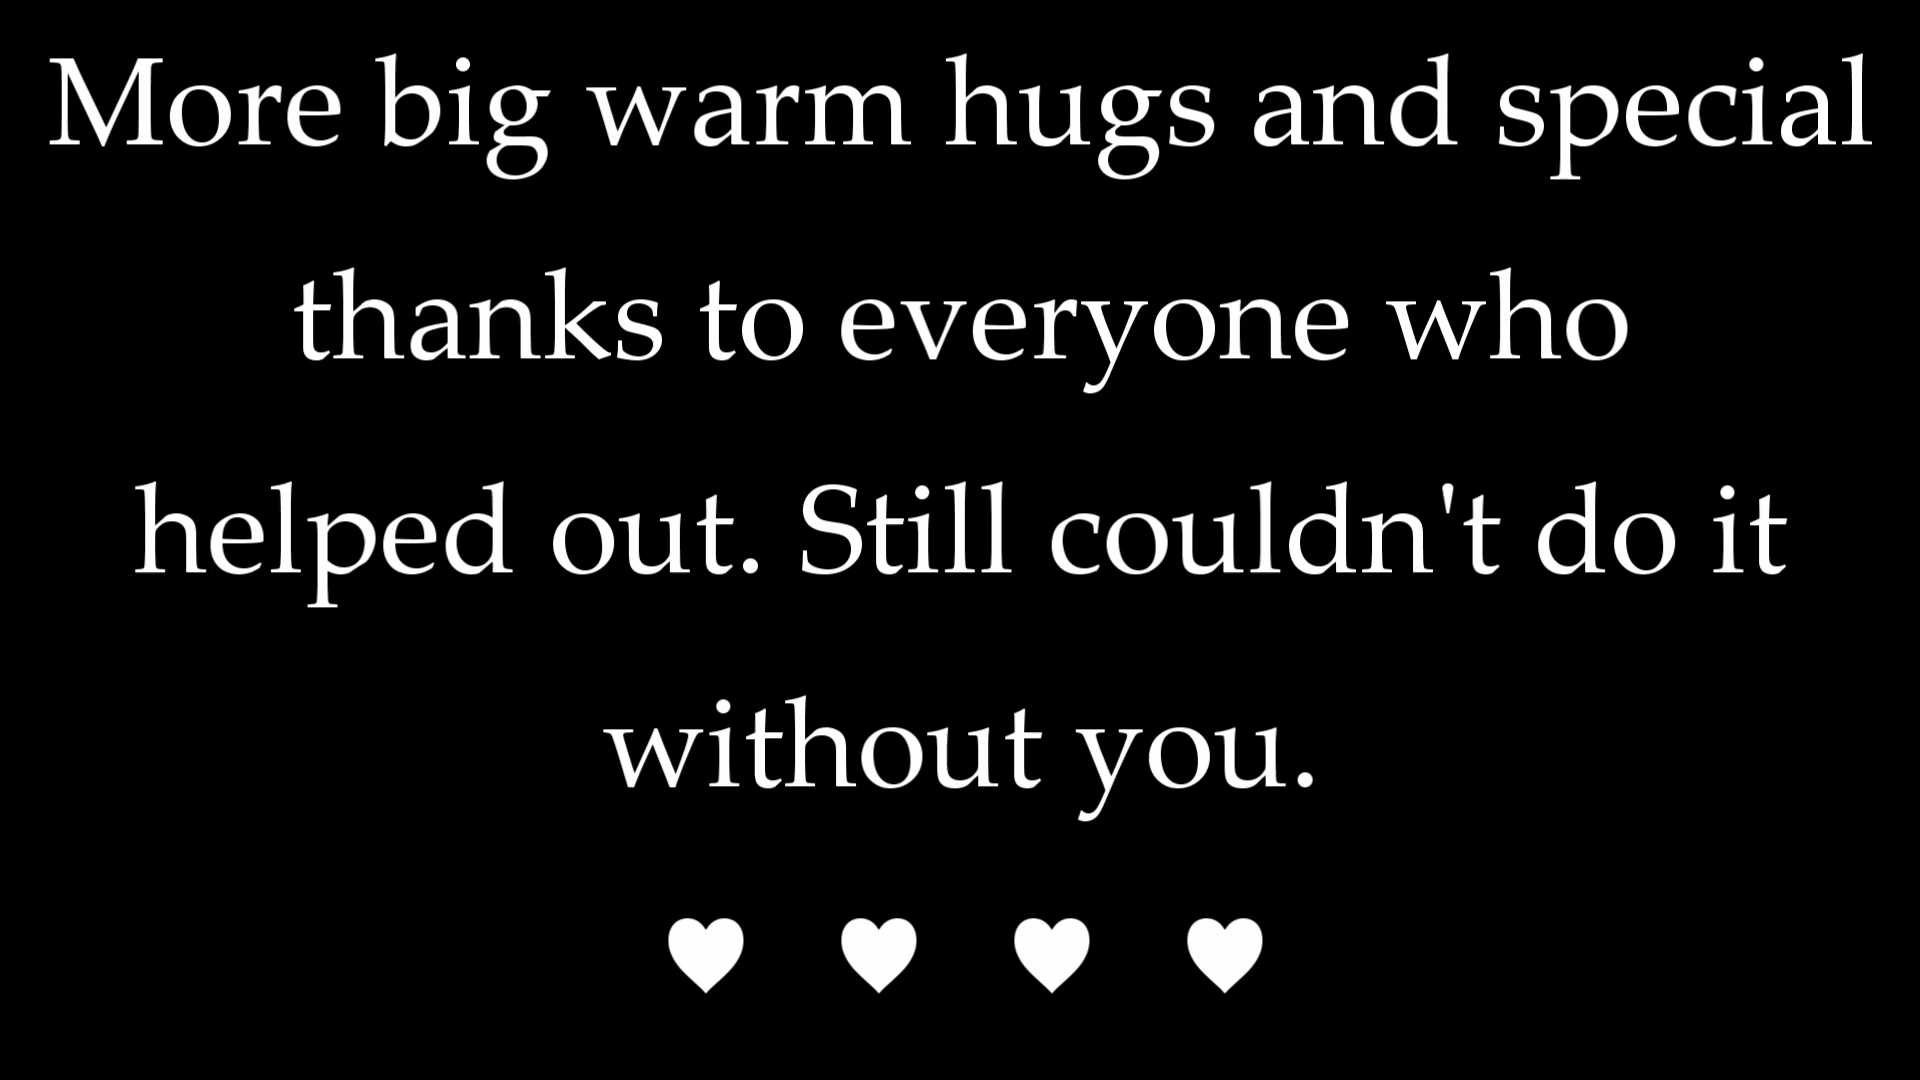 More big warm hugs and special
thanks to everyone who
helped out. Still couldn't do it
without you.
♥ ♥ ♥ ♥